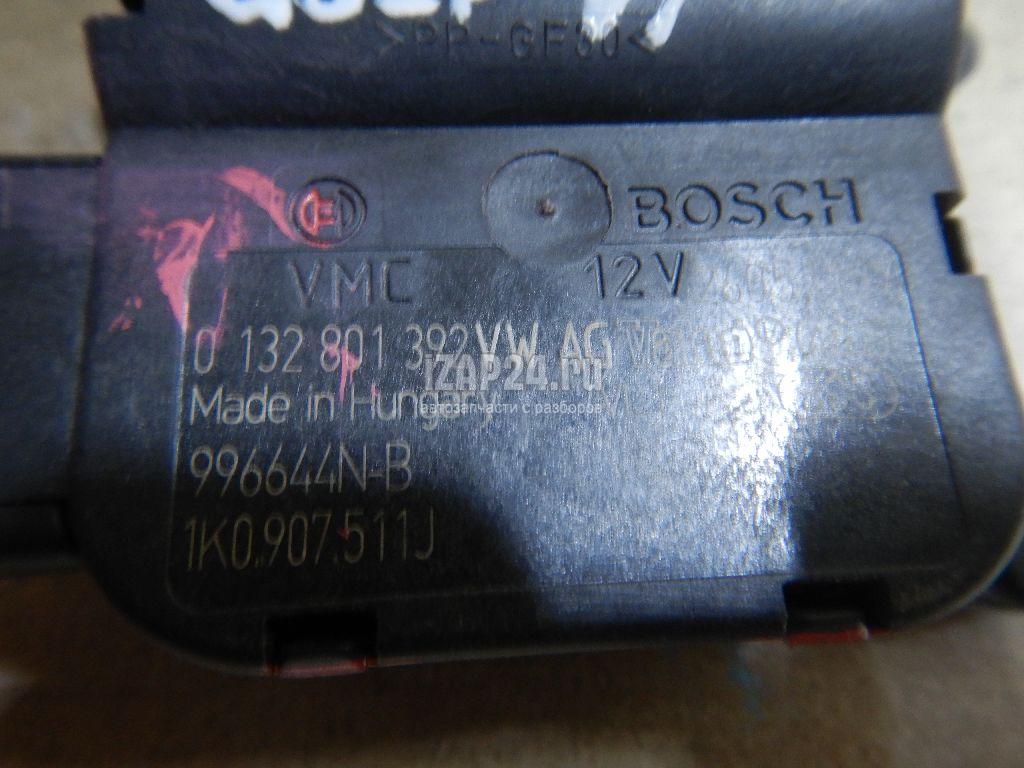 >PP-GF30<
BOSCH
VMC 12V
0 132 801 392 VW AG
IZAP24.ru
Made in Hungary
автозапчасти с разборов
996644N-B
1K0.907.511J